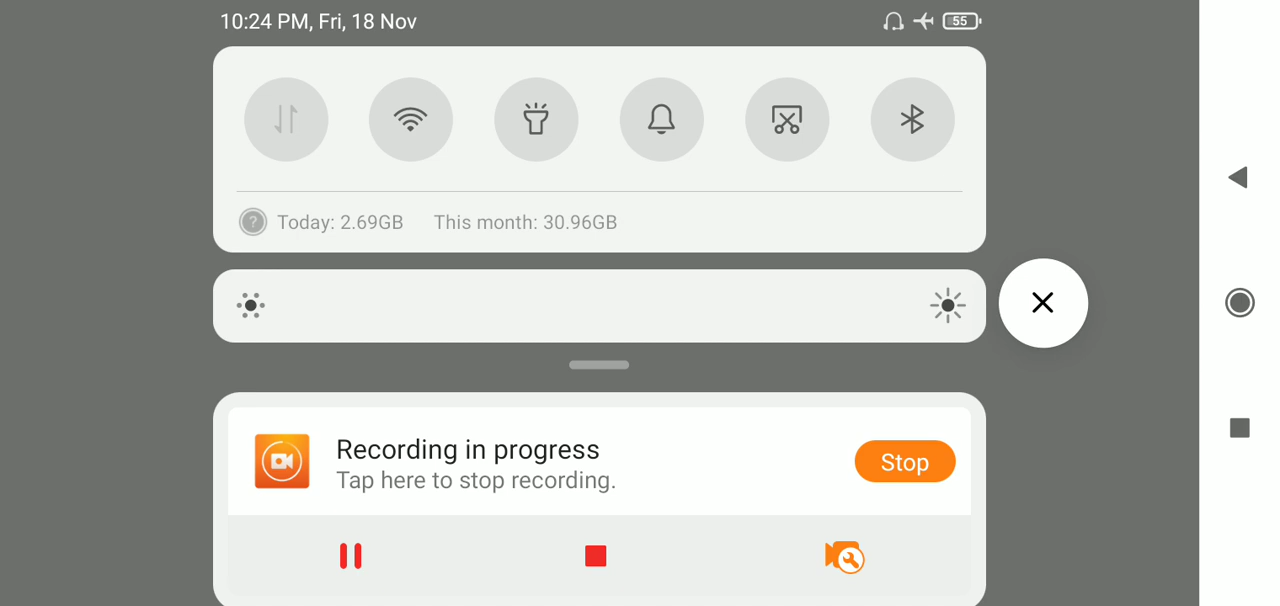 10:24 PM, Fri, 18 Nov
55
Today: 2.69GB This month: 30.96GB
Recording in progress
Tap here to stop recording.
Stop